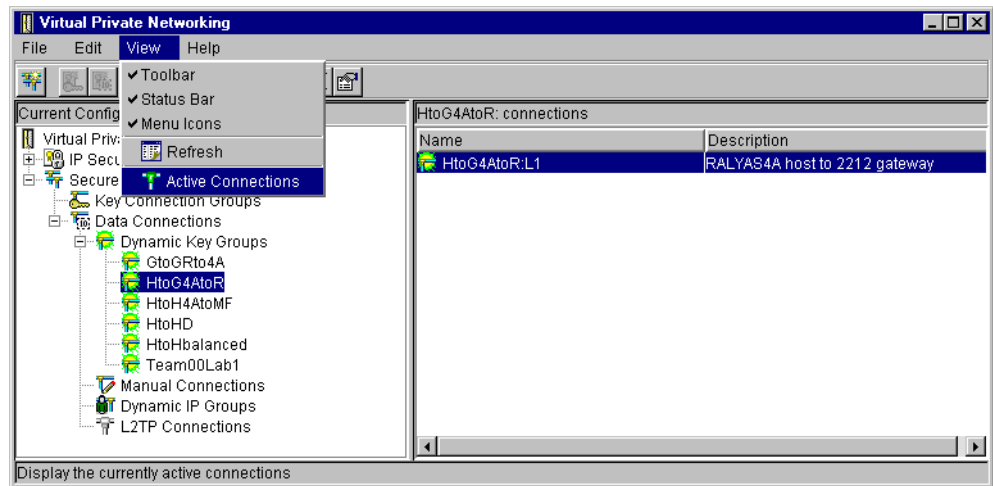 Virtual Private Networking
File Edit View Help
Toolbar
Status Bar
Menu Icons
Refresh
Active Connections
Current Config
Virtual Priv
IP Secu
Secure
Key Connection Groups
Data Connections
Dynamic Key Groups
GtoGRto4A
HtoG4AtoR
HtoH4AtoMF
HtoHD
HtoHbalanced
Team00Lab1
Manual Connections
Dynamic IP Groups
L2TP Connections
HtoG4AtoR: connections
Name Description
HtoG4AtoR:L1 RALYAS4A host to 2212 gateway
Display the currently active connections